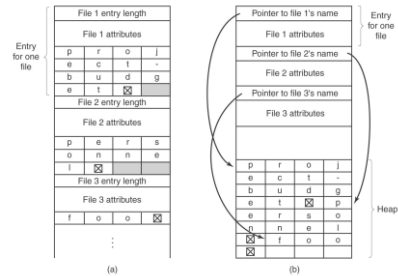 File 1 entry length
File 1 attributes
p r o j
e c t -
b u d g
e t
File 2 entry length
File 2 attributes
p e r s
o n n e
l
File 3 entry length
File 3 attributes
f o o
⋮
Entry
for one
file
(a)
Pointer to file 1's name
File 1 attributes
Pointer to file 2's name
File 2 attributes
Pointer to file 3's name
File 3 attributes
p r o j
e c t -
b u d g
e t p
e r s o
n n e l
f o o
Entry
for one
file
Heap
(b)